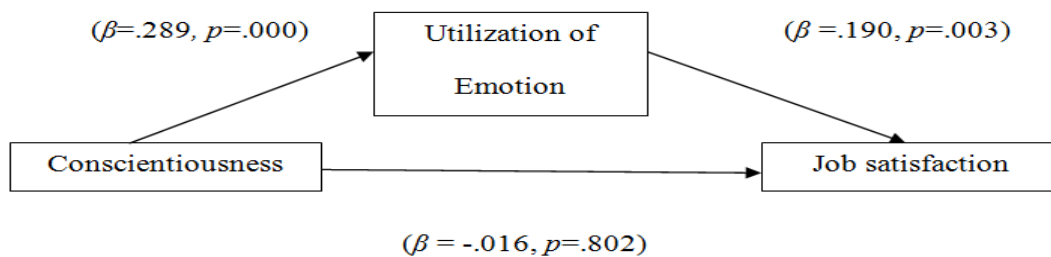 (β=.289, p=.000)
Utilization of
Emotion
(β =.190, p=.003)
Conscientiousness
Job satisfaction
(β = -.016, p=.802)